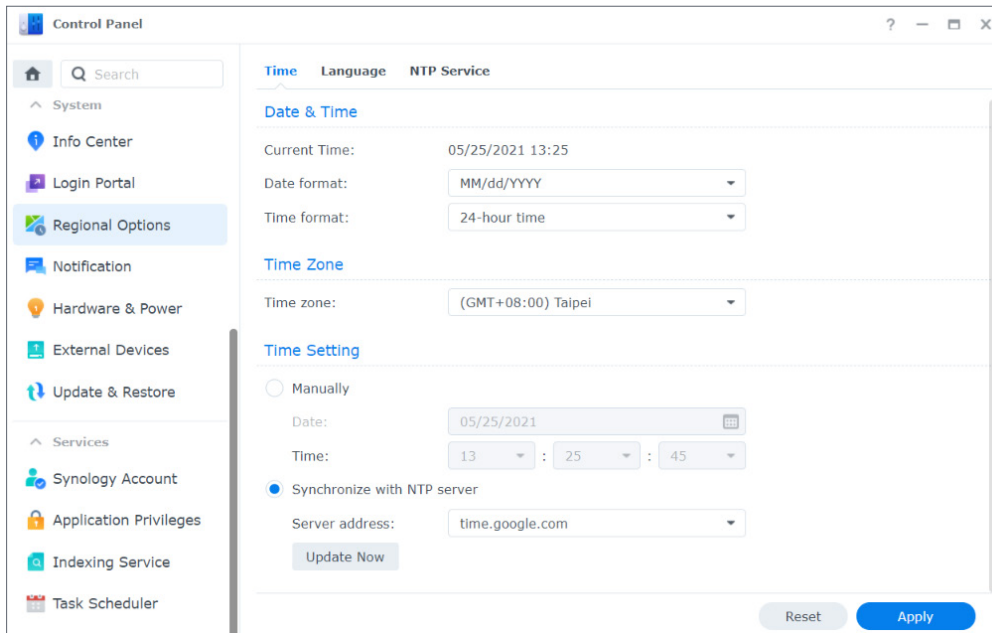 Control Panel
?
Search
System
Info Center
Login Portal
Regional Options
Notification
Hardware & Power
External Devices
Update & Restore
Services
Synology Account
Application Privileges
Indexing Service
Task Scheduler
Time Language NTP Service
Date & Time
Current Time: 05/25/2021 13:25
Date format: MM/dd/YYYY
Time format: 24-hour time
Time Zone
Time zone: (GMT+08:00) Taipei
Time Setting
Manually
Date: 05/25/2021
Time: 13 : 25 : 45
Synchronize with NTP server
Server address: time.google.com
Update Now
Reset Apply